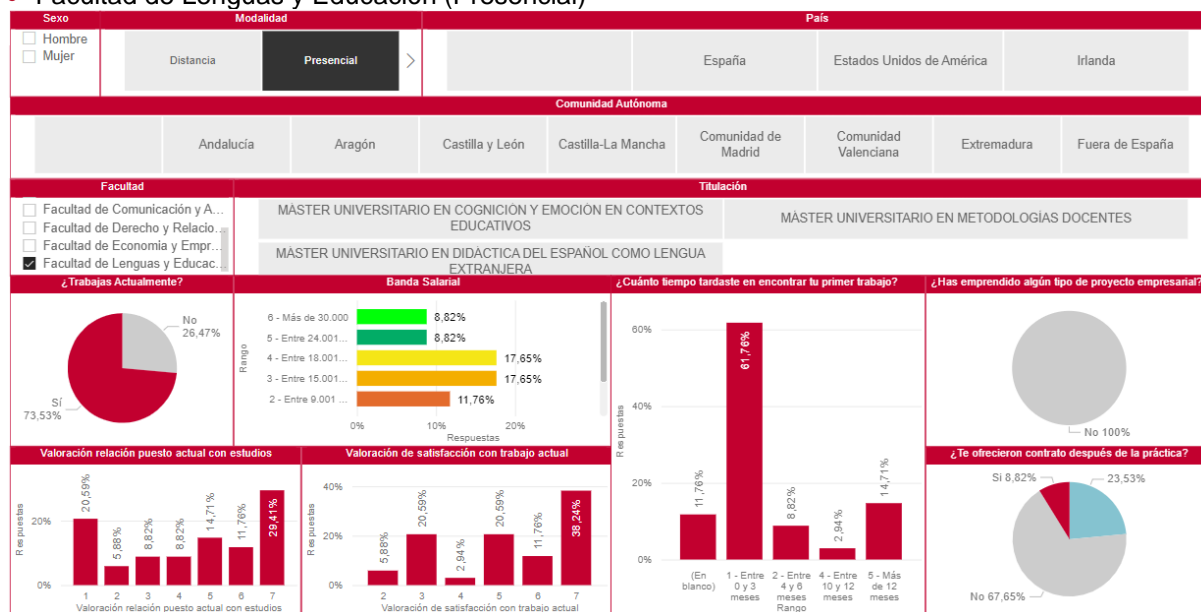 • Facultad de Lenguas y Educación (Presencial)
Sexo
Hombre
Mujer
Modalidad
Distancia
Presencial
País
España
Estados Unidos de América
Irlanda
Comunidad Autónoma
Andalucía
Aragón
Castilla y León
Castilla-La Mancha
Comunidad de
Madrid
Comunidad
Valenciana
Extremadura
Fuera de España
Facultad
Facultad de Comunicación y A...
Facultad de Derecho y Relacio...
Facultad de Economía y Empr...
Facultad de Lenguas y Educac...
Titulación
MÁSTER UNIVERSITARIO EN COGNICIÓN Y EMOCIÓN EN CONTEXTOS
EDUCATIVOS
MÁSTER UNIVERSITARIO EN METODOLOGÍAS DOCENTES
MÁSTER UNIVERSITARIO EN DIDÁCTICA DEL ESPAÑOL COMO LENGUA
EXTRANJERA
¿Trabajas Actualmente?
No
26,47%
Sí
73,53%
Banda Salarial
Rango
6 - Más de 30.000
8,82%
5 - Entre 24.001...
8,82%
4 - Entre 18.001...
17,65%
3 - Entre 15.001...
17,65%
2 - Entre 9.001 ...
11,76%
0%
10%
20%
Respuestas
¿Cuánto tiempo tardaste en encontrar tu primer trabajo?
Respuestas
60%
40%
20%
0%
11,76%
61,76%
8,82%
2,94%
14,71%
(En
blanco)
1 - Entre
0 y 3
meses
2 - Entre
4 y 6
meses
4 - Entre
10 y 12
meses
5 - Más
de 12
meses
Rango
¿Has emprendido algún tipo de proyecto empresarial?
No 100%
Valoración relación puesto actual con estudios
Respuestas
20%
0%
20,59%
5,88%
8,82%
8,82%
14,71%
11,76%
29,41%
1
2
3
4
5
6
7
Valoración relación puesto actual con estudios
Valoración de satisfacción con trabajo actual
Respuestas
40%
20%
0%
5,88%
20,59%
2,94%
20,59%
11,76%
38,24%
2
3
4
5
6
7
Valoración de satisfacción con trabajo actual
¿Te ofrecieron contrato después de la práctica?
Sí 8,82%
23,53%
No 67,65%